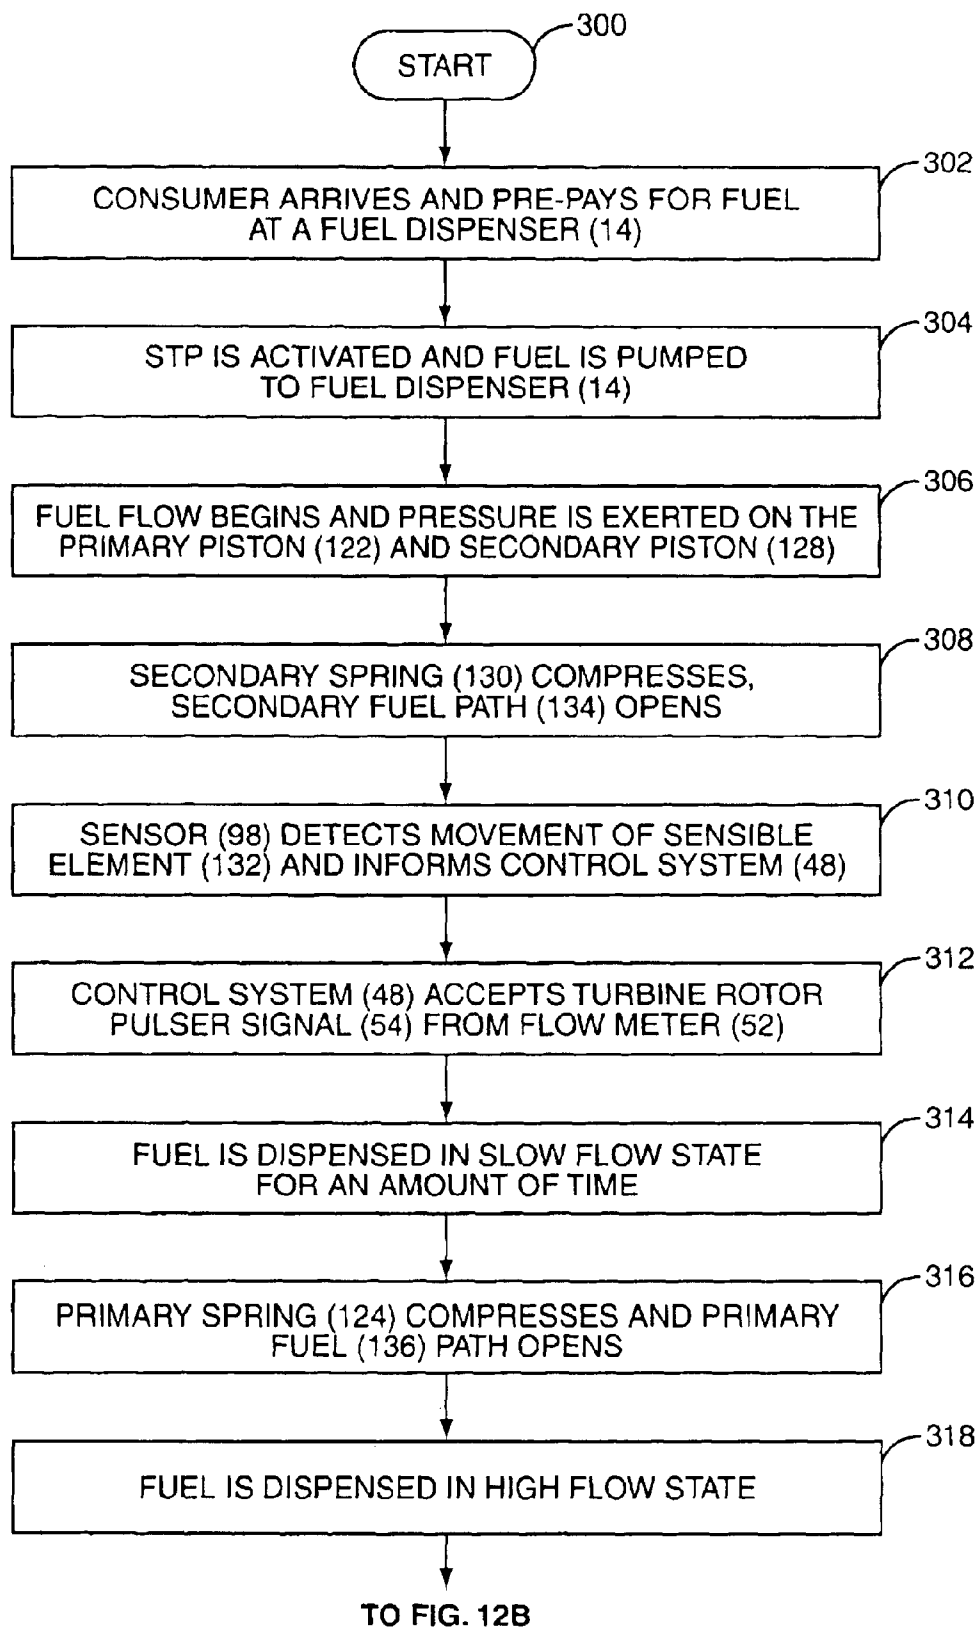 300
START
302
CONSUMER ARRIVES AND PRE-PAYS FOR FUEL
AT A FUEL DISPENSER (14)
304
STP IS ACTIVATED AND FUEL IS PUMPED
TO FUEL DISPENSER (14)
306
FUEL FLOW BEGINS AND PRESSURE IS EXERTED ON THE
PRIMARY PISTON (122) AND SECONDARY PISTON (128)
308
SECONDARY SPRING (130) COMPRESSES,
SECONDARY FUEL PATH (134) OPENS
310
SENSOR (98) DETECTS MOVEMENT OF SENSIBLE
ELEMENT (132) AND INFORMS CONTROL SYSTEM (48)
312
CONTROL SYSTEM (48) ACCEPTS TURBINE ROTOR
PULSER SIGNAL (54) FROM FLOW METER (52)
314
FUEL IS DISPENSED IN SLOW FLOW STATE
FOR AN AMOUNT OF TIME
316
PRIMARY SPRING (124) COMPRESSES AND PRIMARY
FUEL (136) PATH OPENS
318
FUEL IS DISPENSED IN HIGH FLOW STATE
TO FIG. 12B